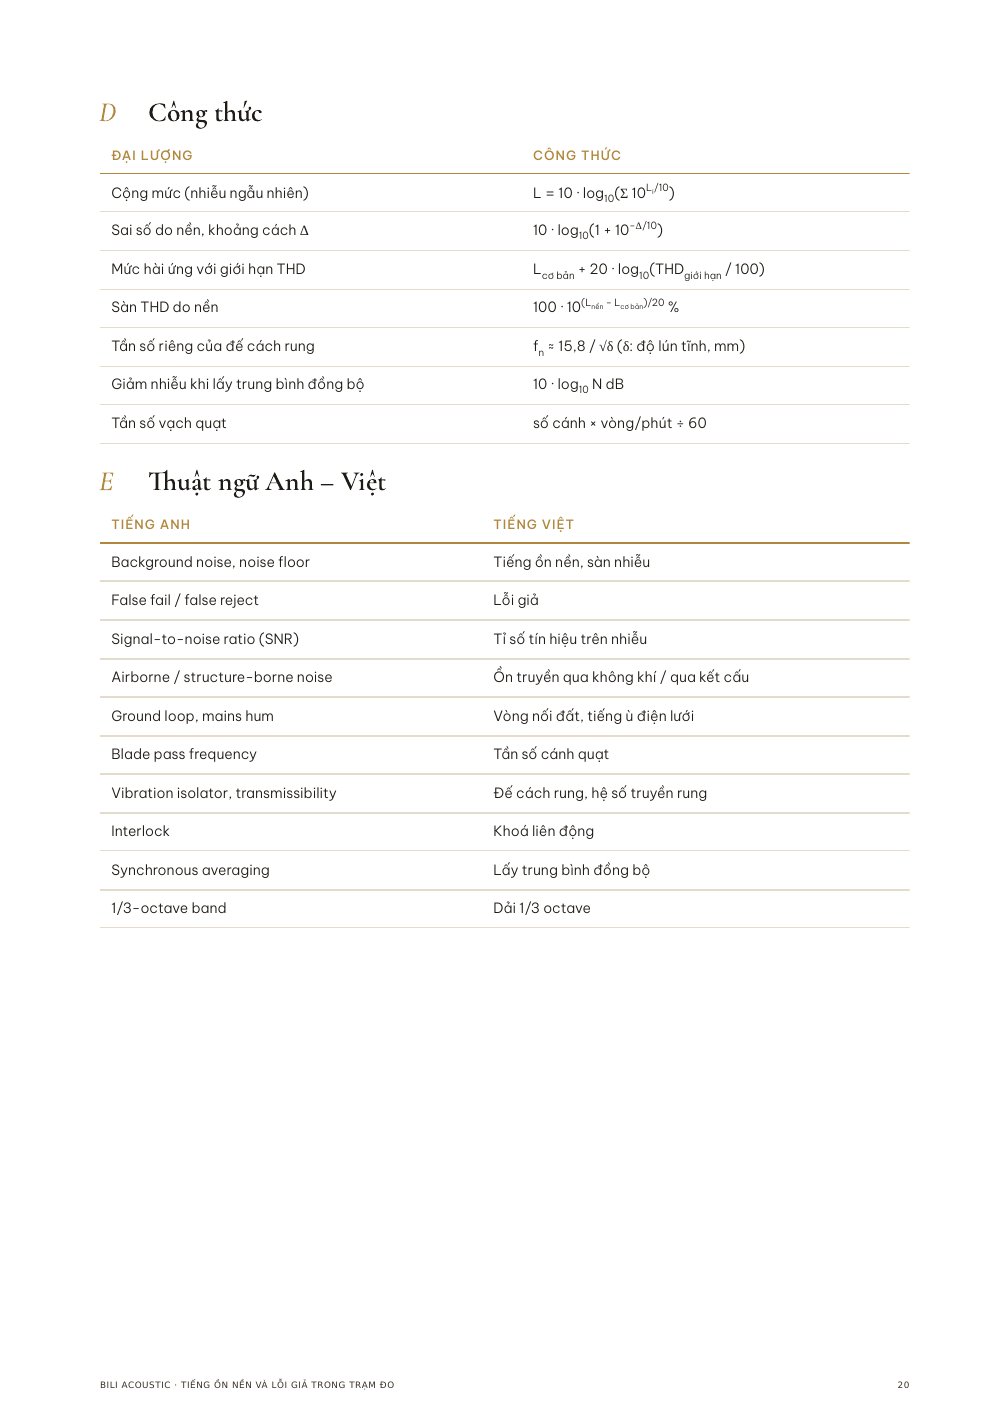 D Công thức
ĐẠI LƯỢNG CÔNG THỨC
Cộng mức (nhiễu ngẫu nhiên) L = 10 · log₁₀(Σ 10^(Lᵢ/10))
Sai số do nền, khoảng cách Δ 10 · log₁₀(1 + 10^(−Δ/10))
Mức hài ứng với giới hạn THD L_cơ bản + 20 · log₁₀(THD_giới hạn / 100)
Sàn THD do nền 100 · 10^((L_nền − L_cơ bản)/20) %
Tần số riêng của đế cách rung fₙ ≈ 15,8 / √δ (δ: độ lún tĩnh, mm)
Giảm nhiễu khi lấy trung bình đồng bộ 10 · log₁₀ N dB
Tần số vạch quạt số cánh × vòng/phút ÷ 60
E Thuật ngữ Anh – Việt
TIẾNG ANH TIẾNG VIỆT
Background noise, noise floor Tiếng ồn nền, sàn nhiễu
False fail / false reject Lỗi giả
Signal-to-noise ratio (SNR) Tỉ số tín hiệu trên nhiễu
Airborne / structure-borne noise Ồn truyền qua không khí / qua kết cấu
Ground loop, mains hum Vòng nối đất, tiếng ù điện lưới
Blade pass frequency Tần số cánh quạt
Vibration isolator, transmissibility Đế cách rung, hệ số truyền rung
Interlock Khoá liên động
Synchronous averaging Lấy trung bình đồng bộ
1/3-octave band Dải 1/3 octave
BILI ACOUSTIC · TIẾNG ỒN NỀN VÀ LỖI GIẢ TRONG TRẠM ĐO 20